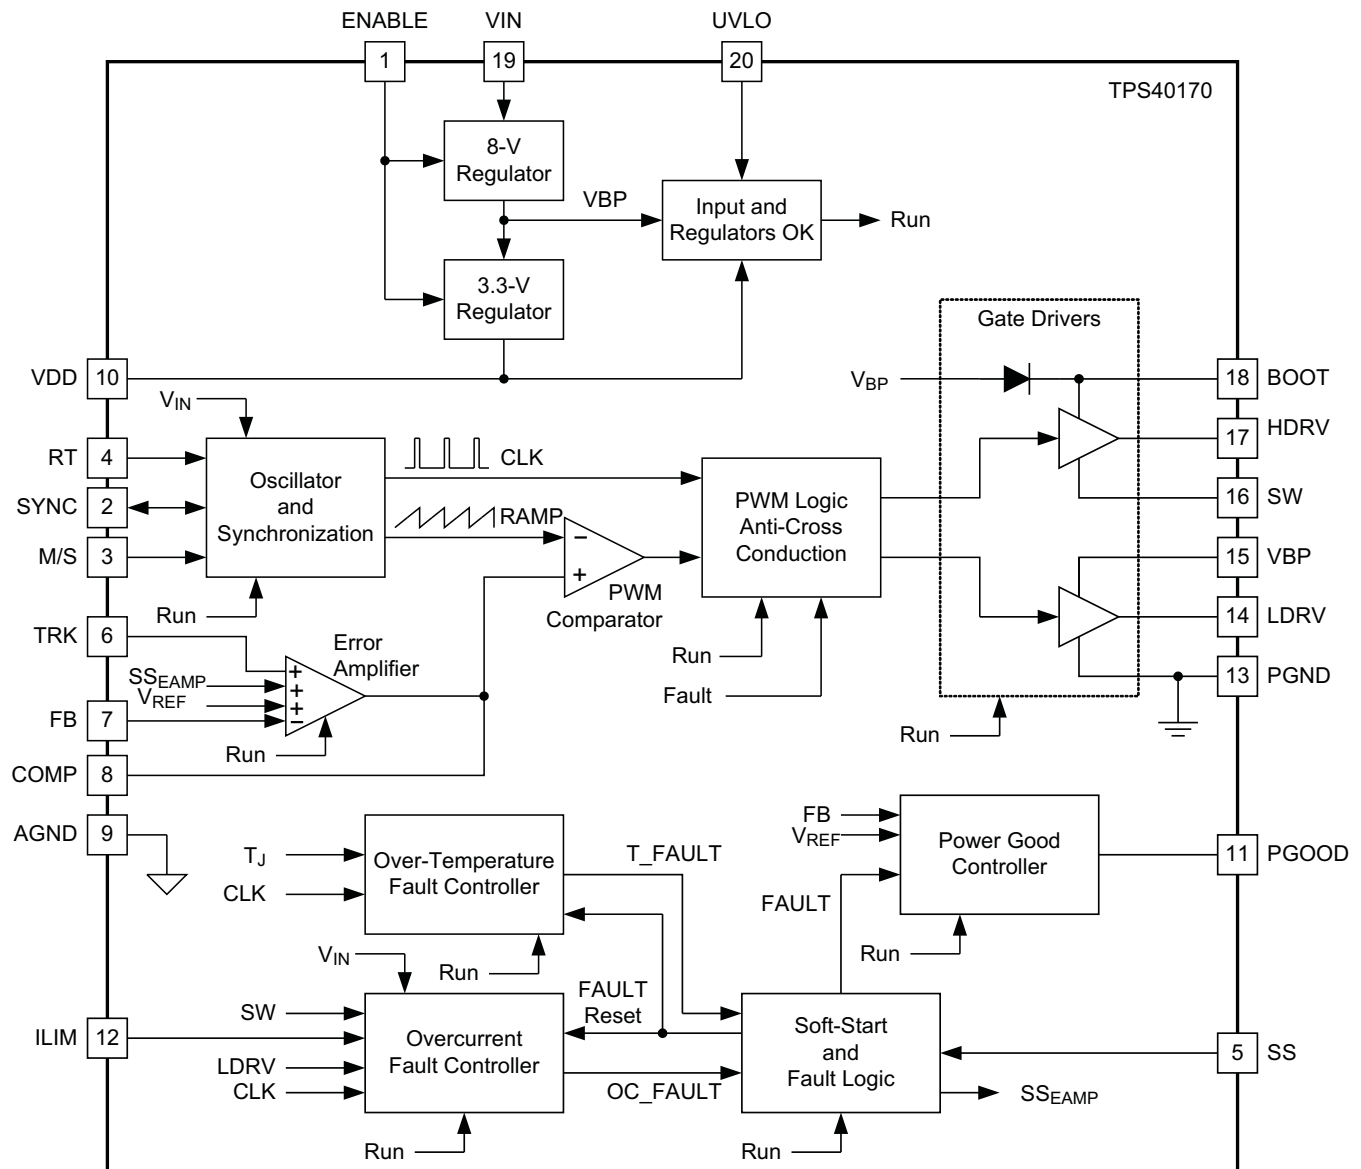 ENABLE
VIN
UVLO
1
19
20
TPS40170
8-V
Regulator
VBP
Input and
Regulators OK
Run
3.3-V
Regulator
Gate Drivers
VDD
10
VIN
VBP
18
BOOT
RT
4
Oscillator
and
Synchronization
CLK
17
HDRV
SYNC
2
RAMP
PWM Logic
Anti-Cross
Conduction
16
SW
M/S
3
−
+
PWM
Comparator
15
VBP
Run
TRK
6
Error
Amplifier
14
LDRV
SSEAMP
VREF
+
+
+
−
Run
Fault
13
PGND
FB
7
Run
Run
COMP
8
AGND
9
FB
VREF
Power Good
Controller
11
PGOOD
TJ
CLK
Over-Temperature
Fault Controller
T_FAULT
FAULT
Run
VIN
Run
FAULT
Reset
SW
ILIM
12
LDRV
CLK
Overcurrent
Fault Controller
OC_FAULT
Soft-Start
and
Fault Logic
5
SS
SSEAMP
Run
Run